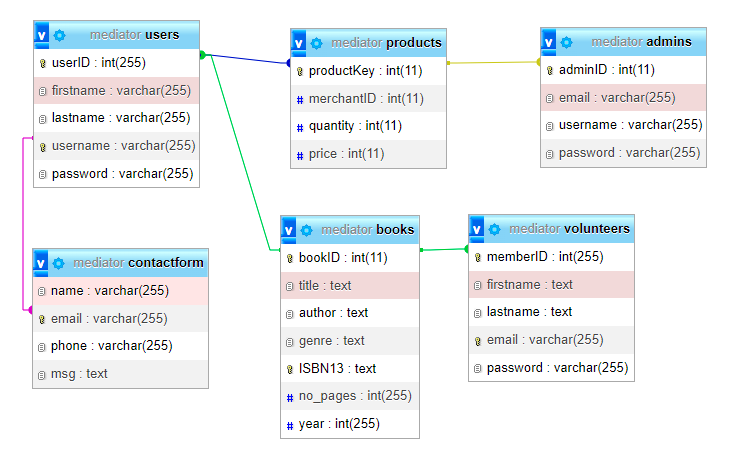 mediator users
userID : int(255)
firstname : varchar(255)
lastname : varchar(255)
username : varchar(255)
password : varchar(255)
mediator products
productKey : int(11)
merchantID : int(11)
quantity : int(11)
price : int(11)
mediator admins
adminID : int(11)
email : varchar(255)
username : varchar(255)
password : varchar(255)
mediator contactform
name : varchar(255)
email : varchar(255)
phone : varchar(255)
msg : text
mediator books
bookID : int(11)
title : text
author : text
genre : text
ISBN13 : text
# no_pages : int(255)
# year : int(255)
mediator volunteers
memberID : int(255)
firstname : text
lastname : text
email : varchar(255)
password : varchar(255)